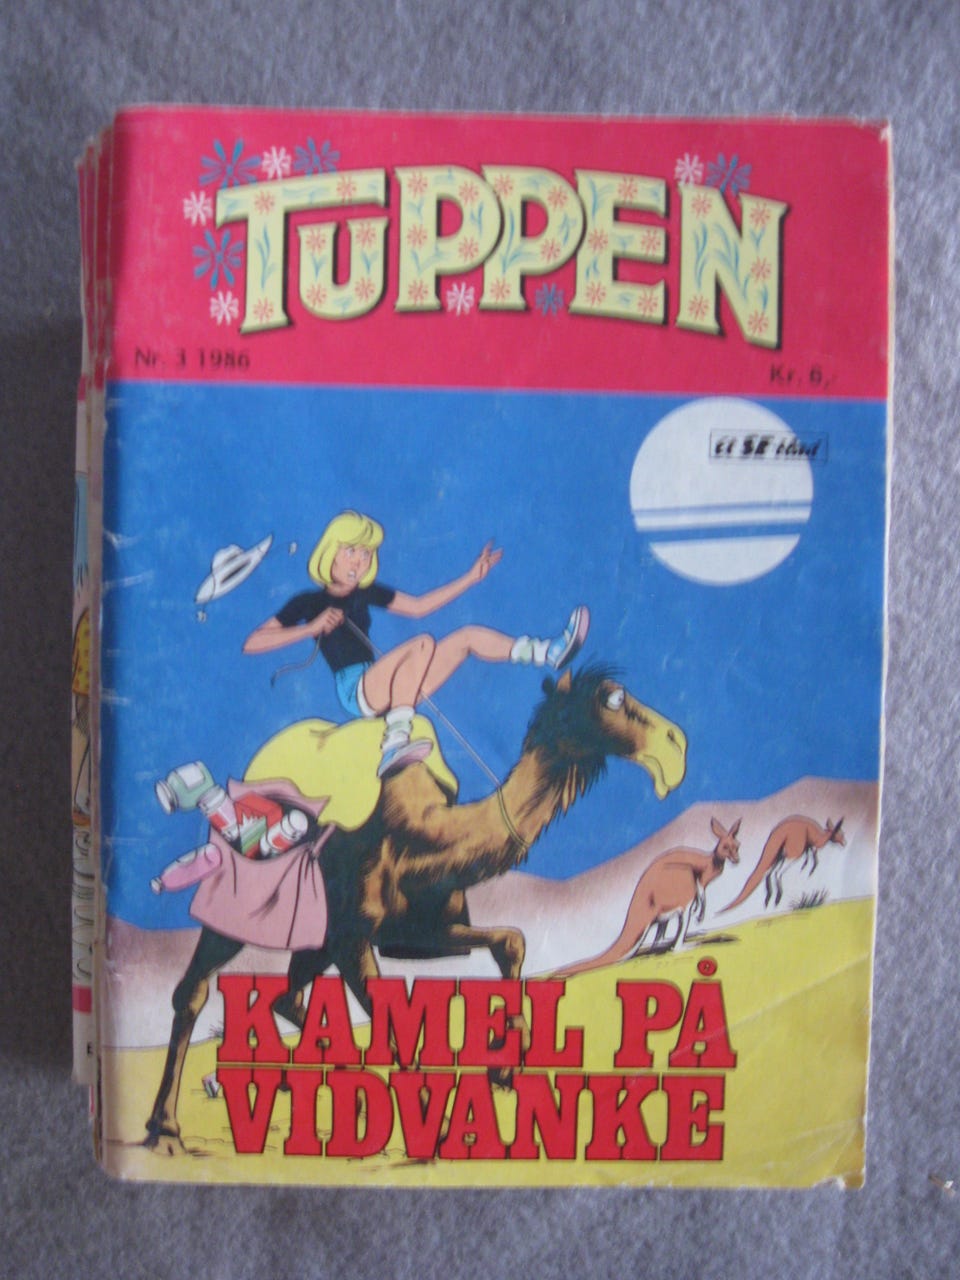 TUPPEN
Nr. 3 1986
Kr. 6,-
et SE-blad
KAMEL PÅ
VIDVANKE